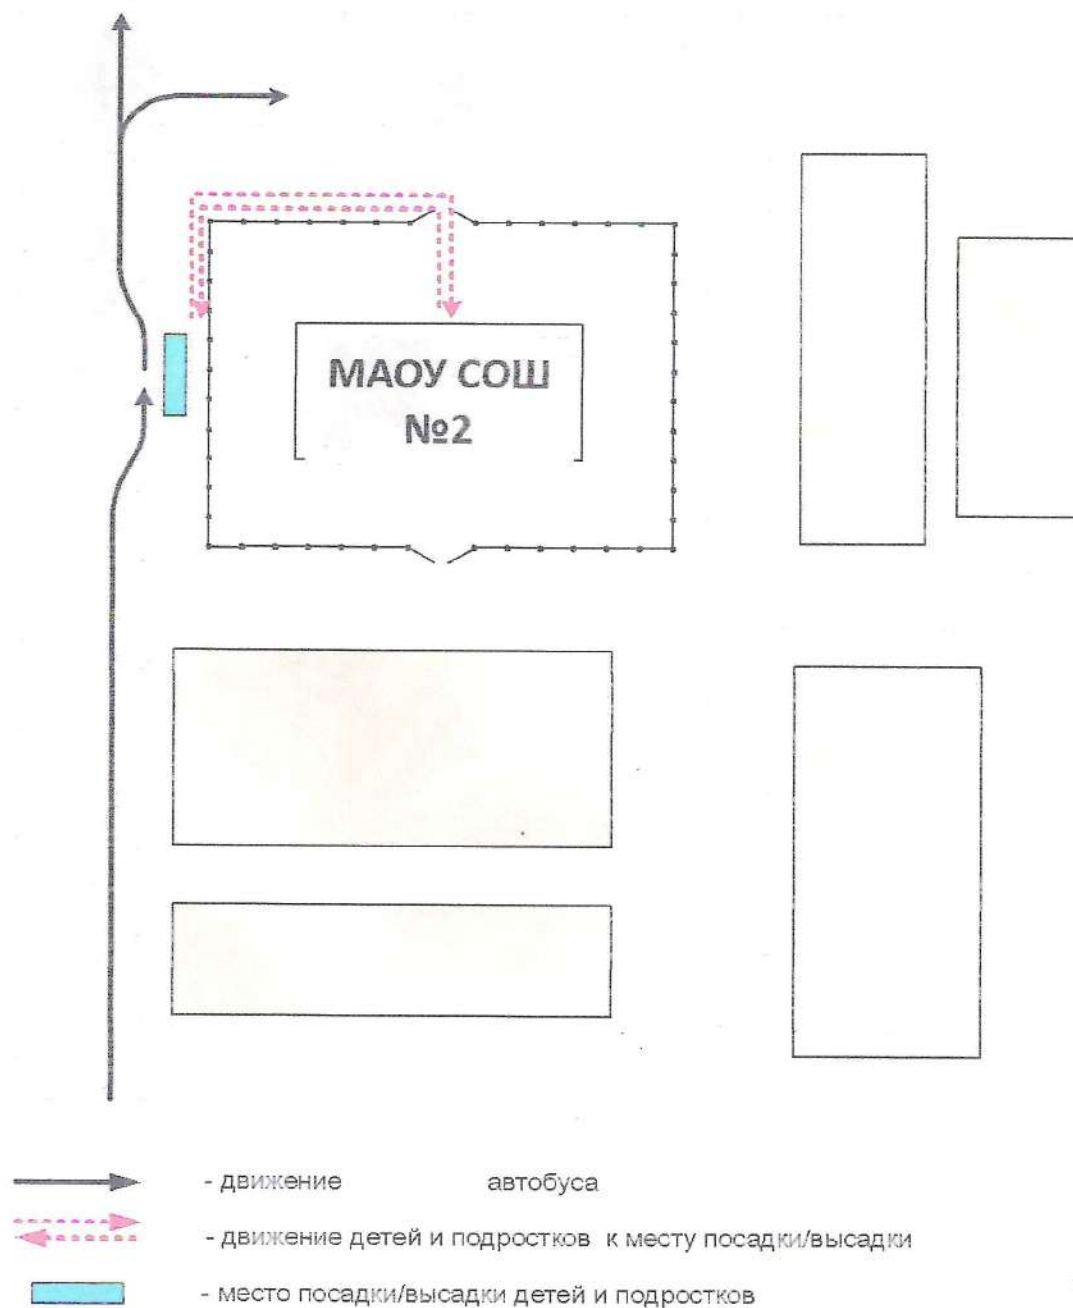 МАОУ СОШ
№2
- движение автобуса
- движение детей и подростков к месту посадки/высадки
- место посадки/высадки детей и подростков